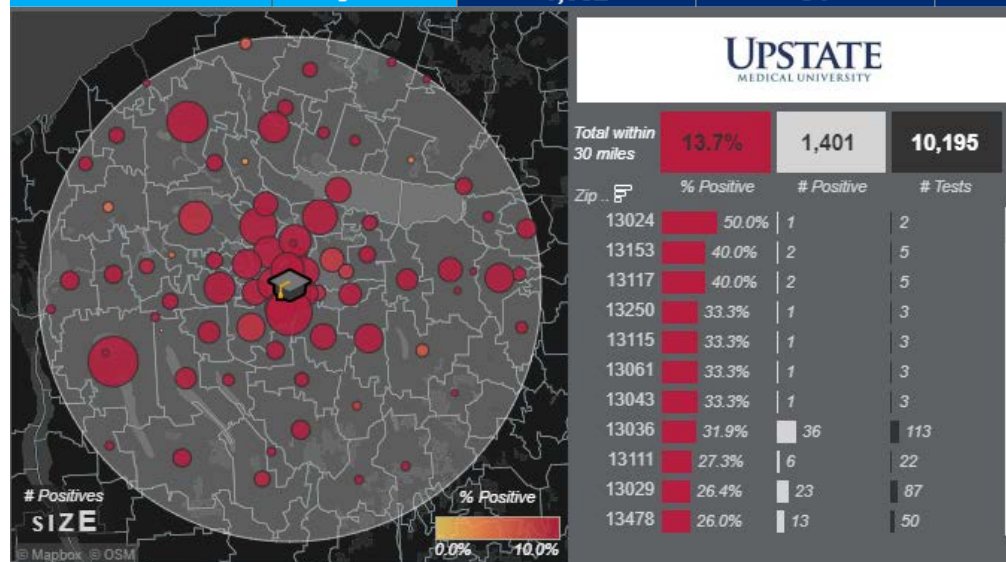 UPSTATE
MEDICAL UNIVERSITY
Total within
30 miles
13.7%
1,401
10,195
Zip ..
% Positive
# Positive
# Tests
13024 50.0% 1 2
13153 40.0% 2 5
13117 40.0% 2 5
13250 33.3% 1 3
13115 33.3% 1 3
13061 33.3% 1 3
13043 33.3% 1 3
13036 31.9% 36 113
13111 27.3% 6 22
13029 26.4% 23 87
13478 26.0% 13 50
# Positives
SIZE
% Positive
0.0% 10.0%
© Mapbox © OSM